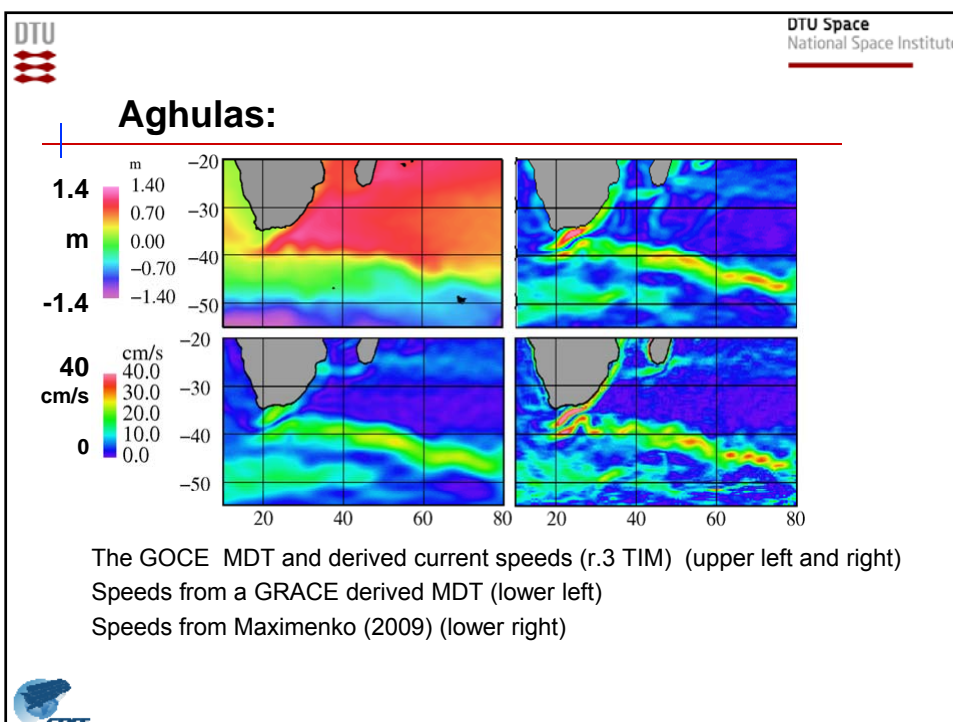 DTU
DTU Space
National Space Institute
Aghulas:
1.4
m
-1.4
m
1.40
0.70
0.00
−0.70
−1.40
−20
−30
−40
−50
40
cm/s
0
cm/s
40.0
30.0
20.0
10.0
0.0
−20
−30
−40
−50
20 40 60 80 20 40 60 80
The GOCE MDT and derived current speeds (r.3 TIM) (upper left and right)
Speeds from a GRACE derived MDT (lower left)
Speeds from Maximenko (2009) (lower right)